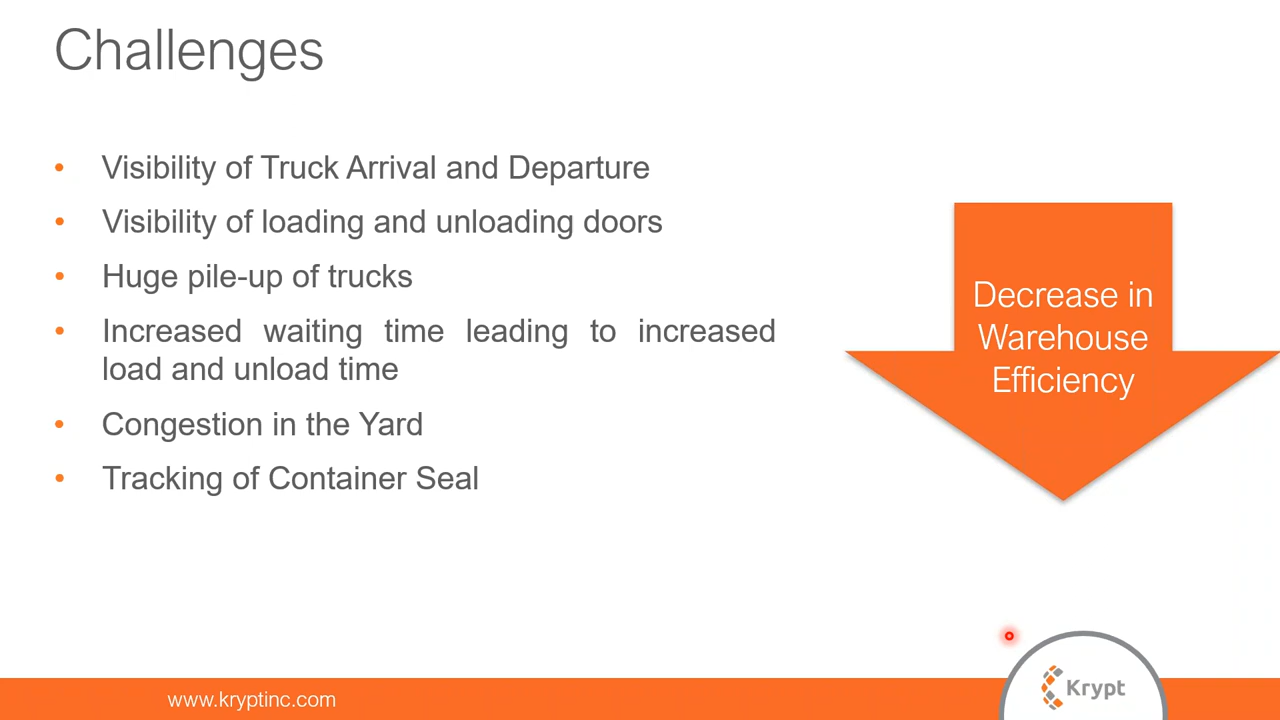 Challenges
• Visibility of Truck Arrival and Departure
• Visibility of loading and unloading doors
• Huge pile-up of trucks
• Increased waiting time leading to increased
load and unload time
• Congestion in the Yard
• Tracking of Container Seal
Decrease in
Warehouse
Efficiency
www.kryptinc.com
Krypt